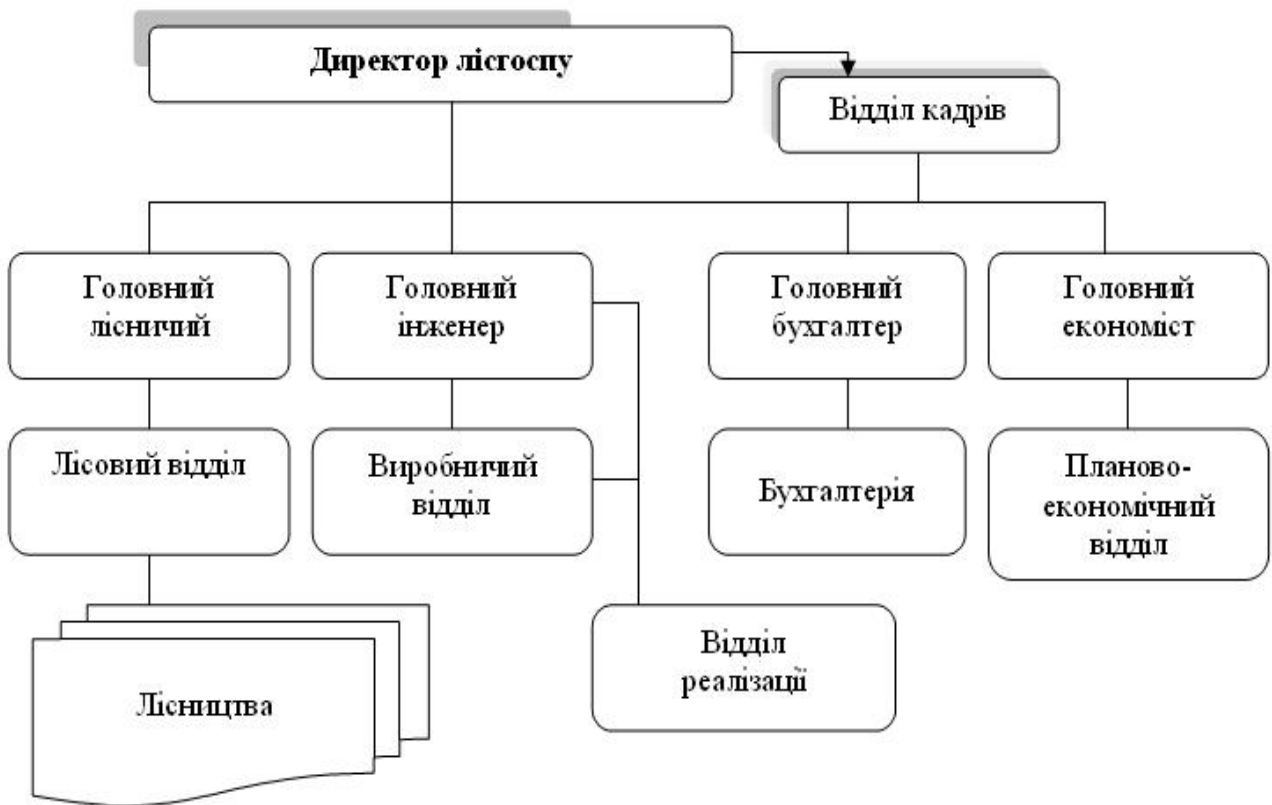 Директор лісгоспу
Відділ кадрів
Головний
лісничий
Головний
інженер
Головний
бухгалтер
Головний
економіст
Лісовий відділ
Виробничий
відділ
Бухгалтерія
Планово-
економічний
відділ
Лісництва
Відділ
реалізації